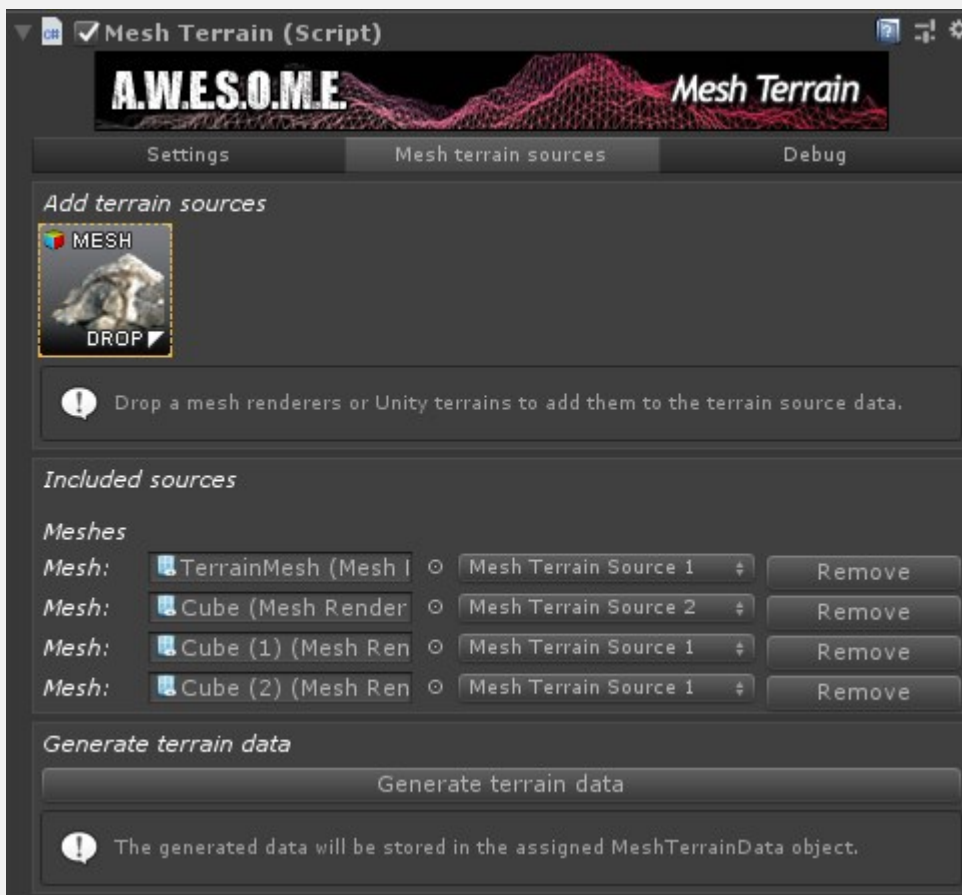 Mesh Terrain (Script)
A.W.E.S.O.M.E. Mesh Terrain
Settings Mesh terrain sources Debug
Add terrain sources
MESH
DROP
Drop a mesh renderers or Unity terrains to add them to the terrain source data.
Included sources
Meshes
Mesh: TerrainMesh (Mesh Mesh Terrain Source 1 Remove
Mesh: Cube (Mesh Render Mesh Terrain Source 2 Remove
Mesh: Cube (1) (Mesh Ren Mesh Terrain Source 1 Remove
Mesh: Cube (2) (Mesh Ren Mesh Terrain Source 1 Remove
Generate terrain data
Generate terrain data
The generated data will be stored in the assigned MeshTerrainData object.